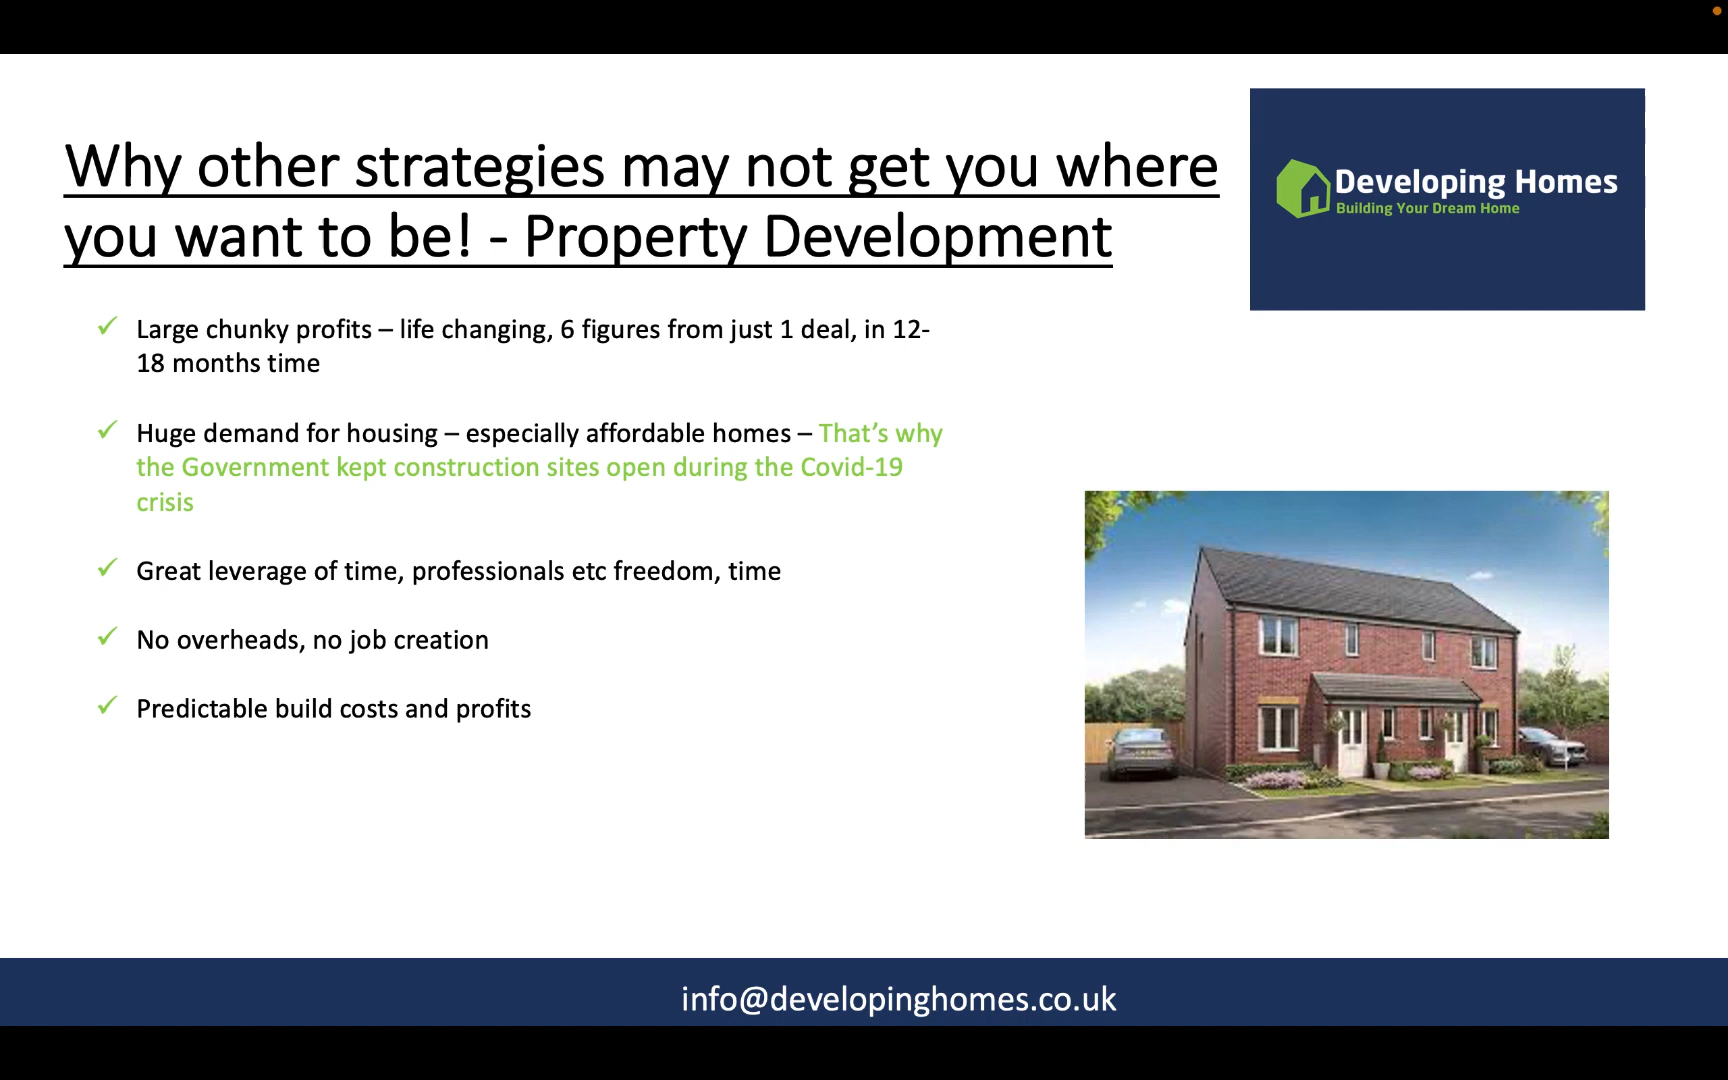 Why other strategies may not get you where
you want to be! - Property Development
Developing Homes
Building Your Dream Home
Large chunky profits – life changing, 6 figures from just 1 deal, in 12-
18 months time
Huge demand for housing – especially affordable homes – That’s why
the Government kept construction sites open during the Covid-19
crisis
Great leverage of time, professionals etc freedom, time
No overheads, no job creation
Predictable build costs and profits
info@developinghomes.co.uk